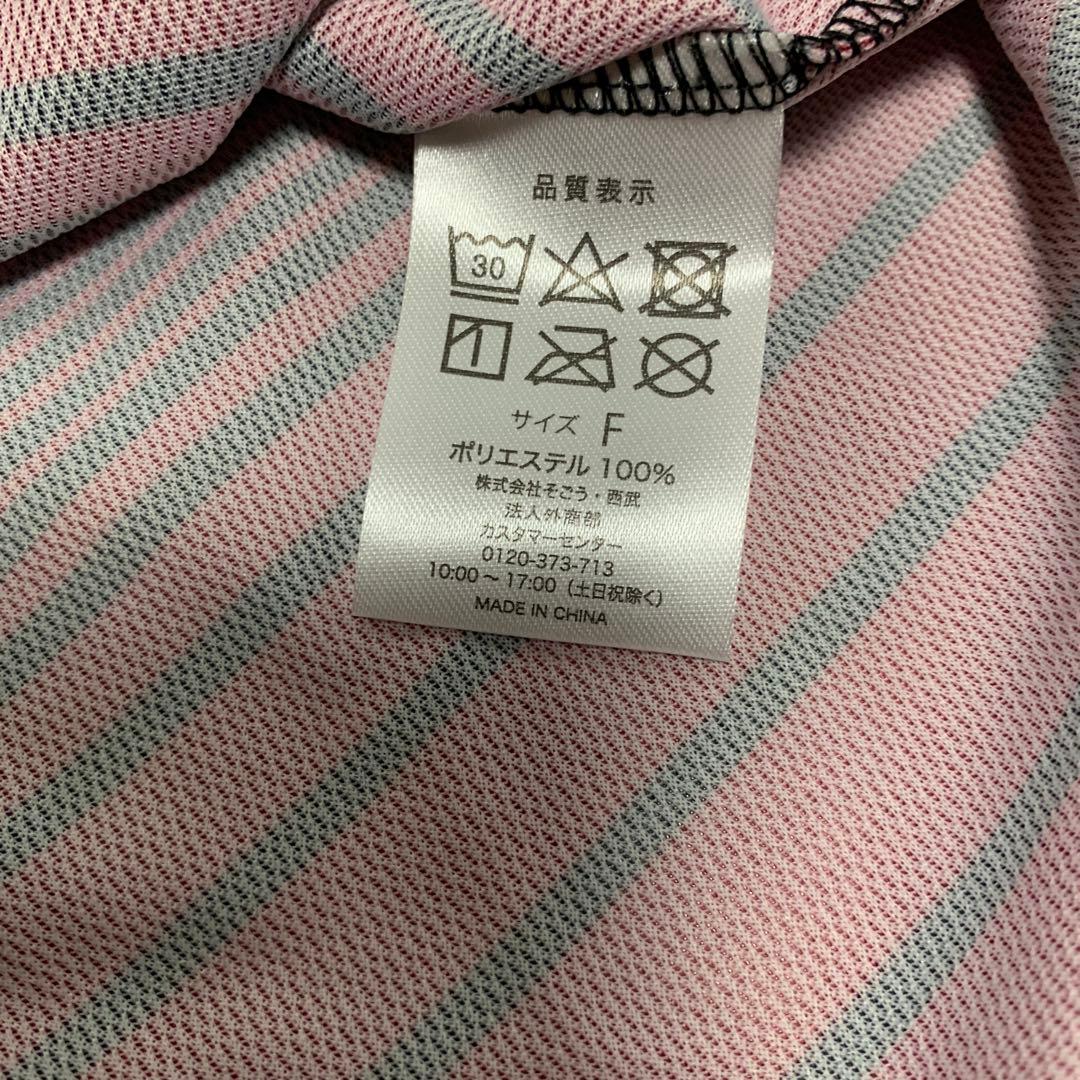 品質表示
30
サイズ F
ポリエステル 100%
株式会社そごう・西武
法人外商部
カスタマーセンター
0120-373-713
10:00～17:00（土日祝除く）
MADE IN CHINA